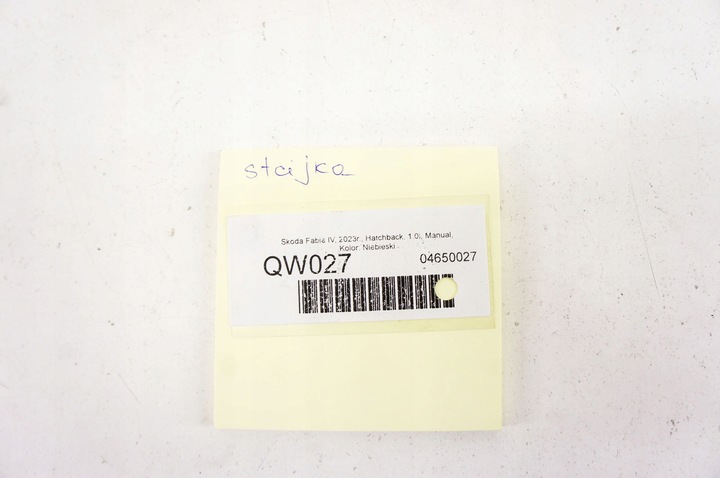 stajka
Skoda Fabia IV, 2023r., Hatchback, 1.0i, Manual,
Kolor: Niebieski
QW027
04650027